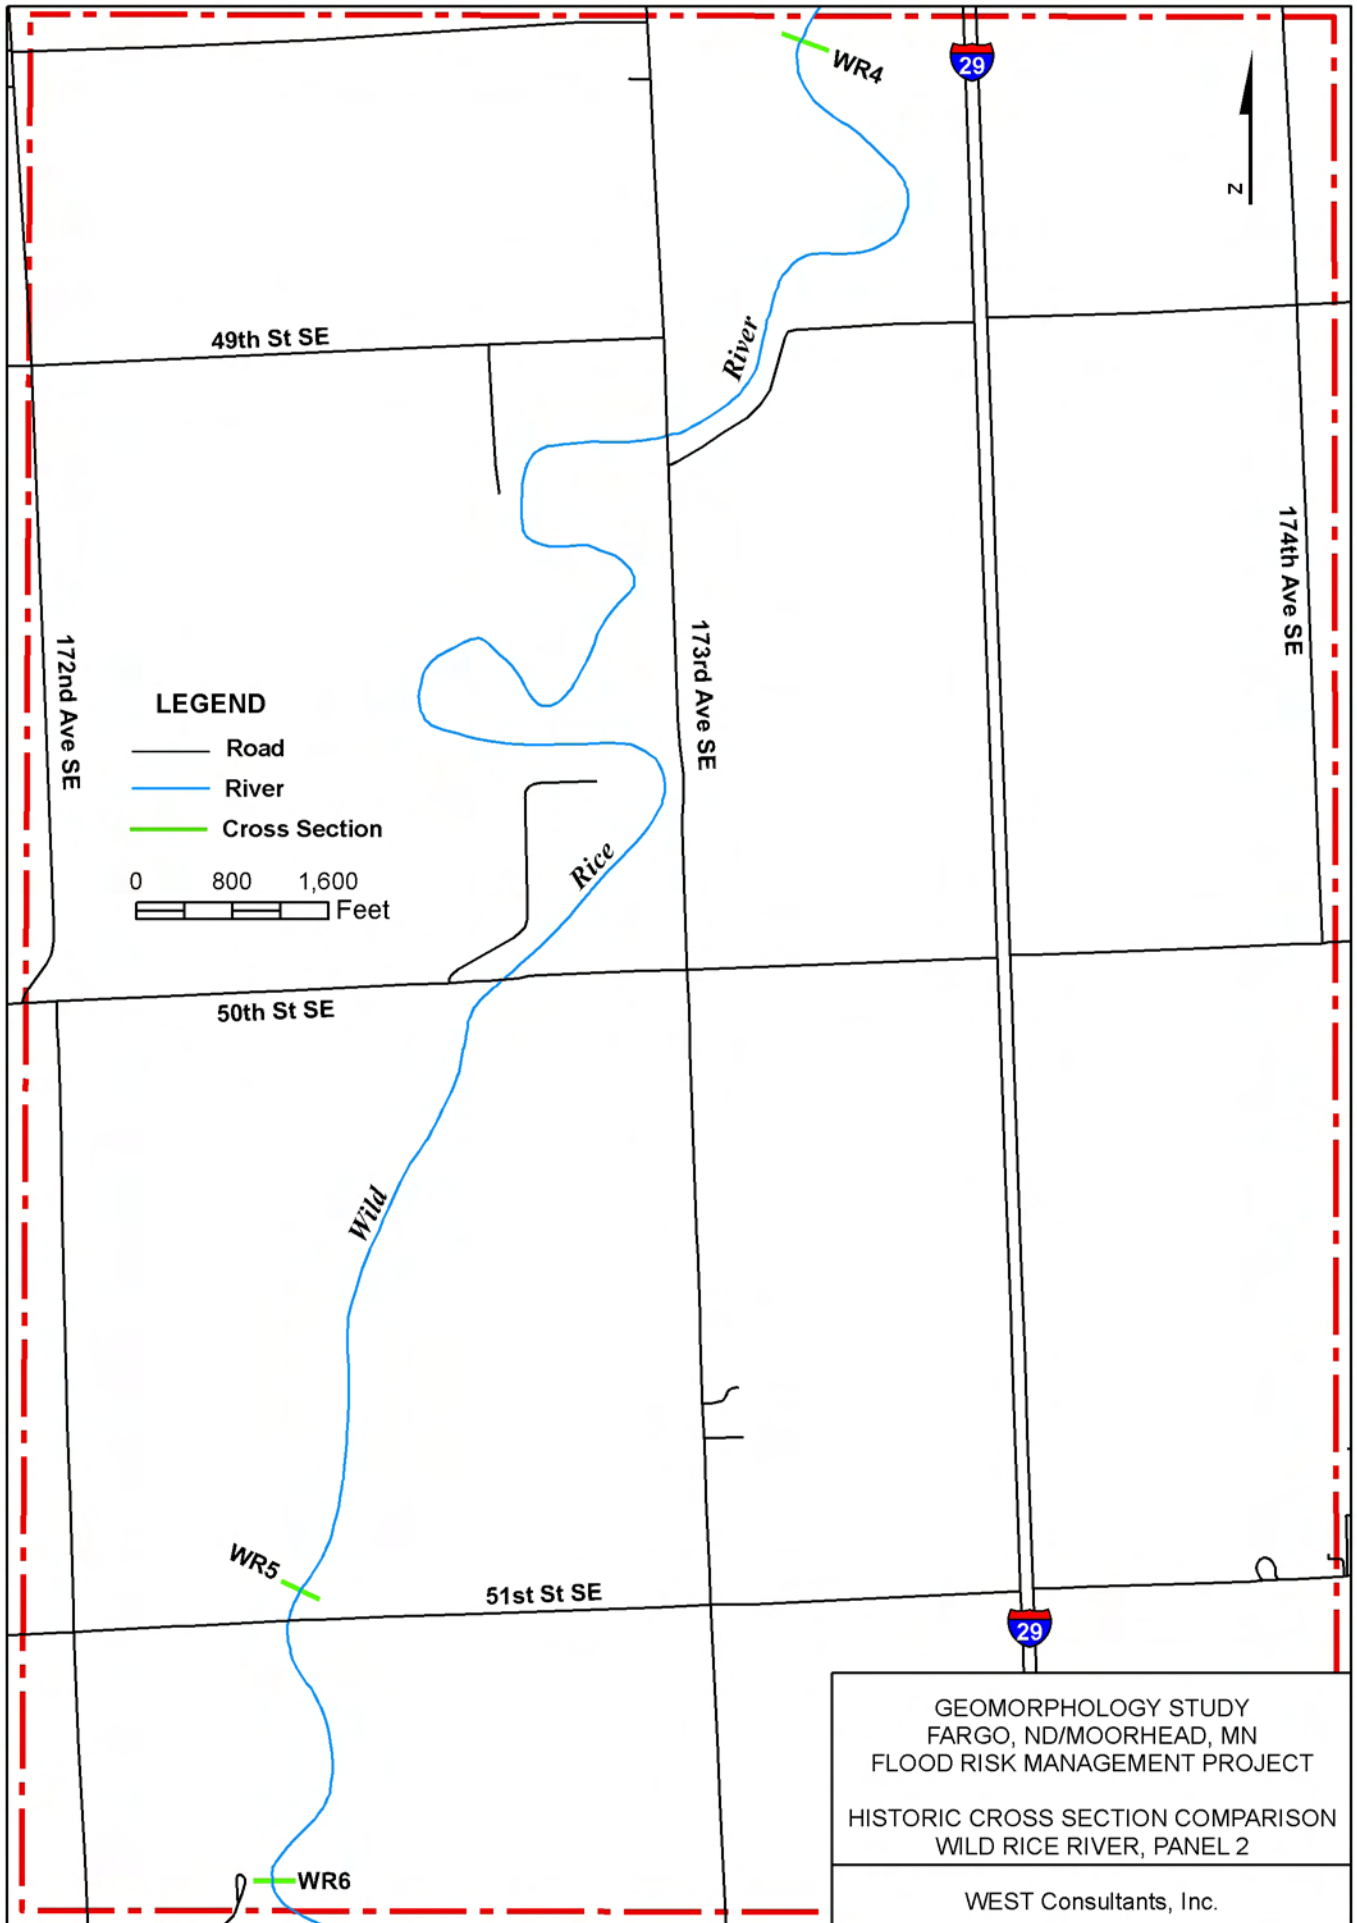 WR4
29
N
49th St SE
River
174th Ave SE
172nd Ave SE
173rd Ave SE
LEGEND
Road
River
Cross Section
0 800 1,600
Feet
Rice
50th St SE
Wild
WR5
51st St SE
29
WR6
GEOMORPHOLOGY STUDY
FARGO, ND/MOORHEAD, MN
FLOOD RISK MANAGEMENT PROJECT
HISTORIC CROSS SECTION COMPARISON
WILD RICE RIVER, PANEL 2
WEST Consultants, Inc.